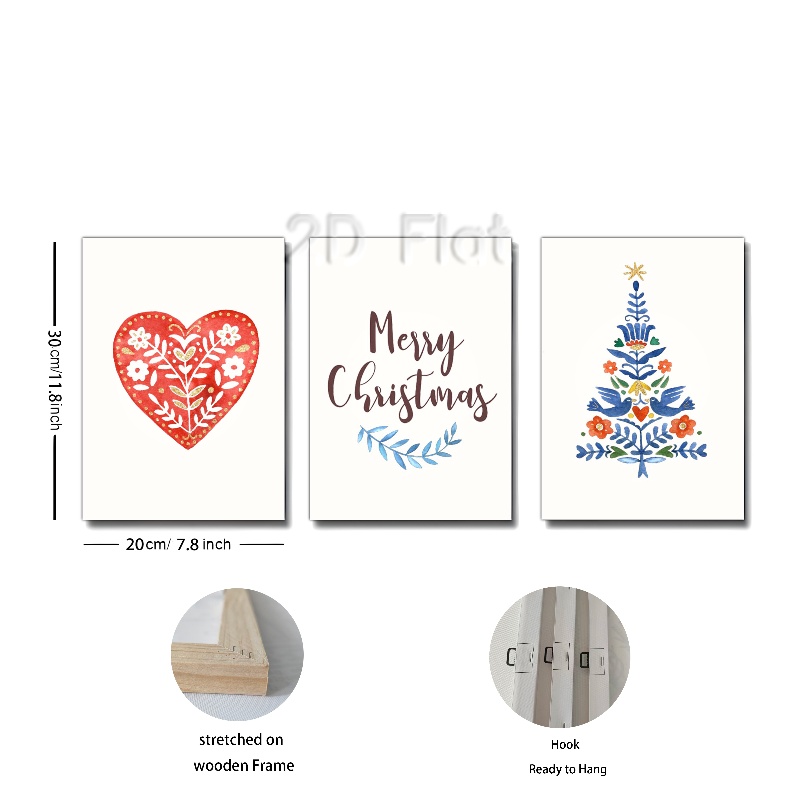 2D Flat
Merry
Christmas
30cm/11.8inch
20cm/ 7.8 inch
stretched on
wooden Frame
Hook
Ready to Hang